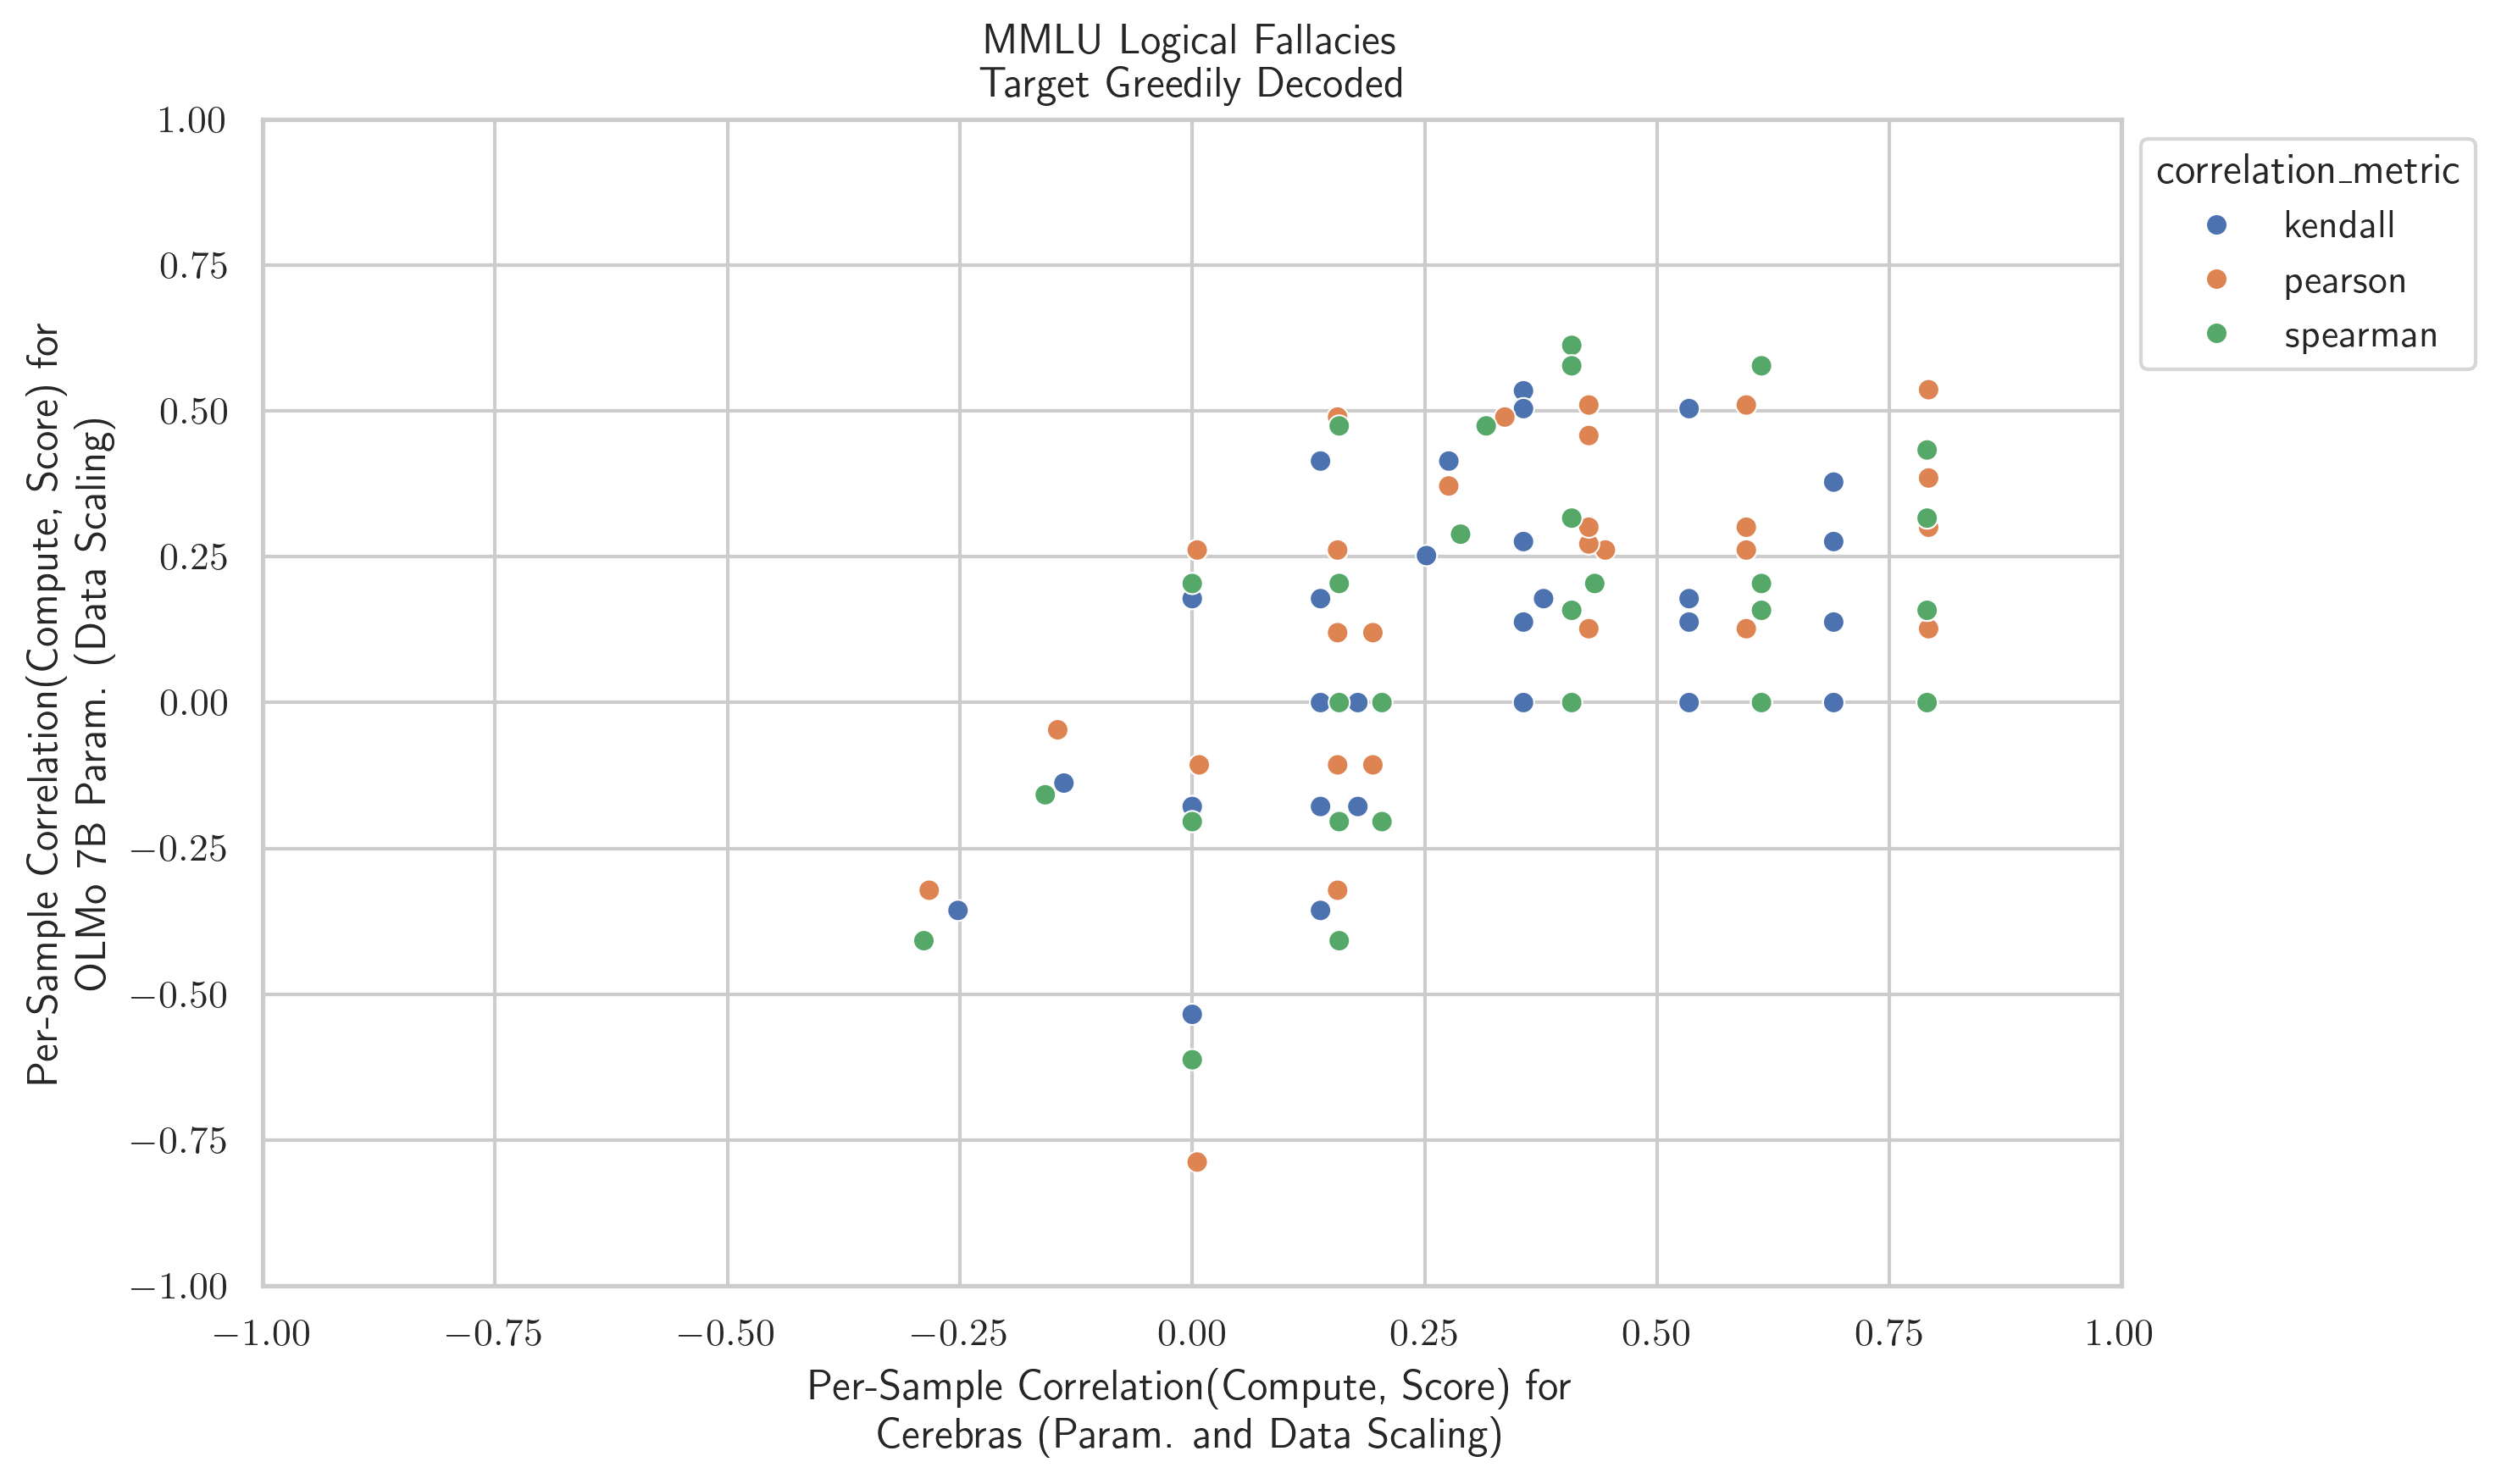 MMLU Logical Fallacies
Target Greedily Decoded
Per-Sample Correlation(Compute, Score) for
OLMo 7B Param. (Data Scaling)
1.00
0.75
0.50
0.25
0.00
−0.25
−0.50
−0.75
−1.00
−1.00 −0.75 −0.50 −0.25 0.00 0.25 0.50 0.75 1.00
Per-Sample Correlation(Compute, Score) for
Cerebras (Param. and Data Scaling)
correlation_metric
kendall
pearson
spearman